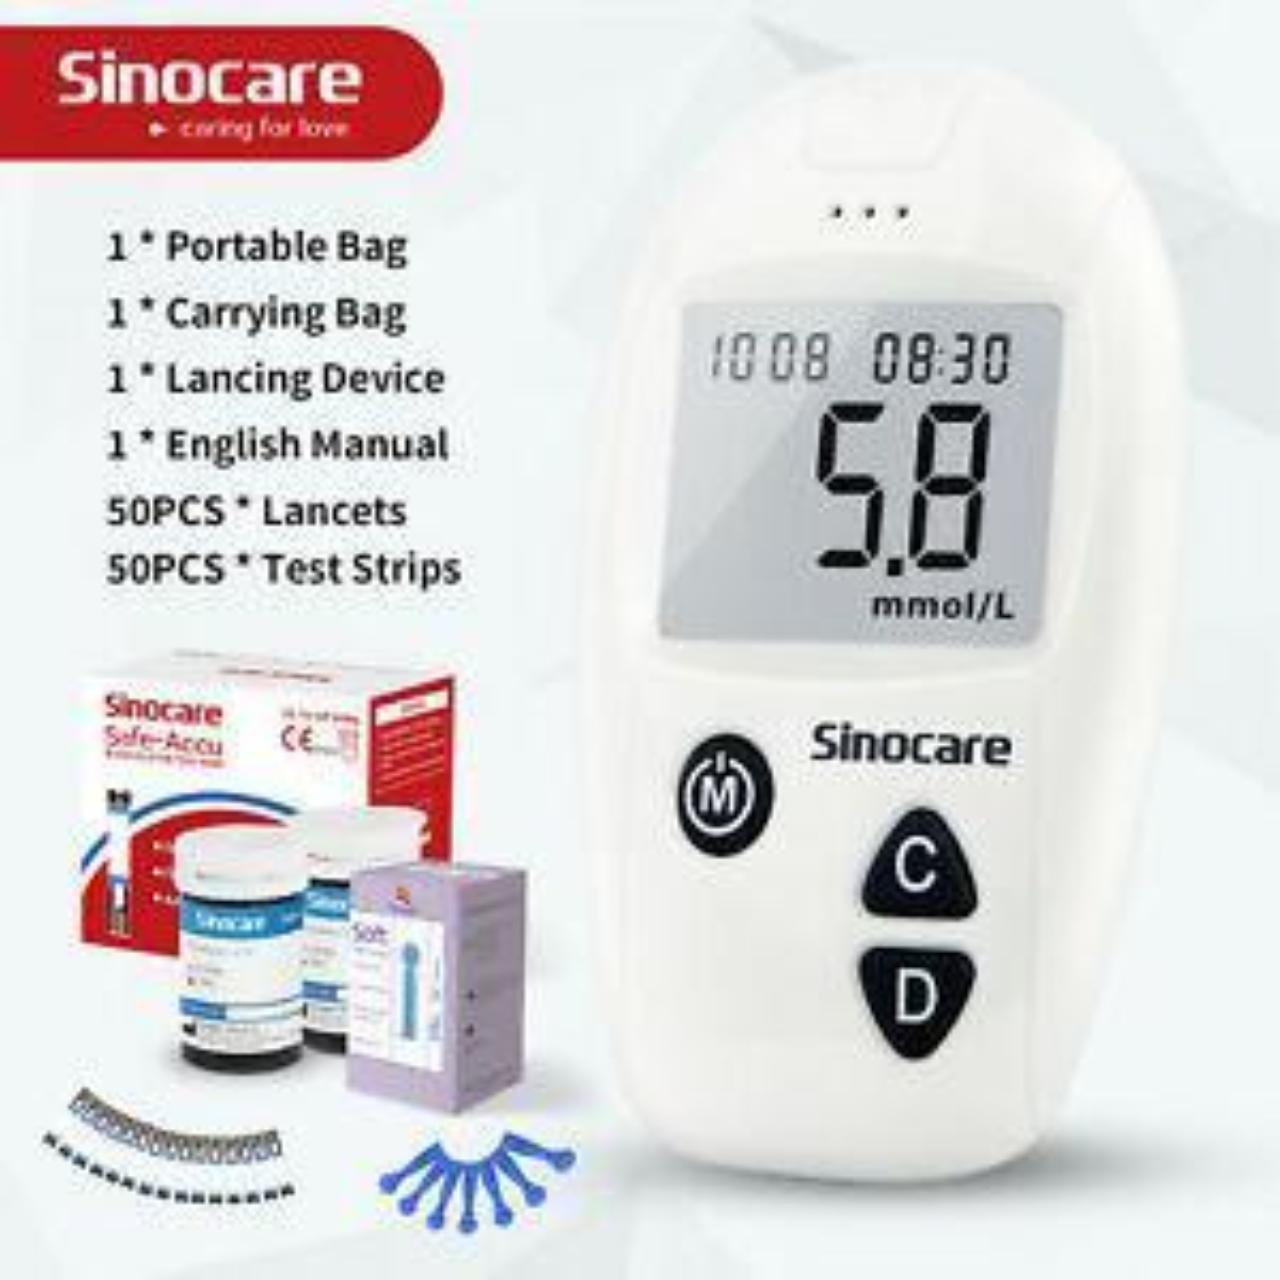 Sinocare
caring for love
1 * Portable Bag
1 * Carrying Bag
1 * Lancing Device
1 * English Manual
50PCS * Lancets
50PCS * Test Strips
10 08 08:30
5.8
mmol/L
Sinocare
M
C
D
Sinocare
Safe-Accu
CE
Sinocare
Sino
Soft